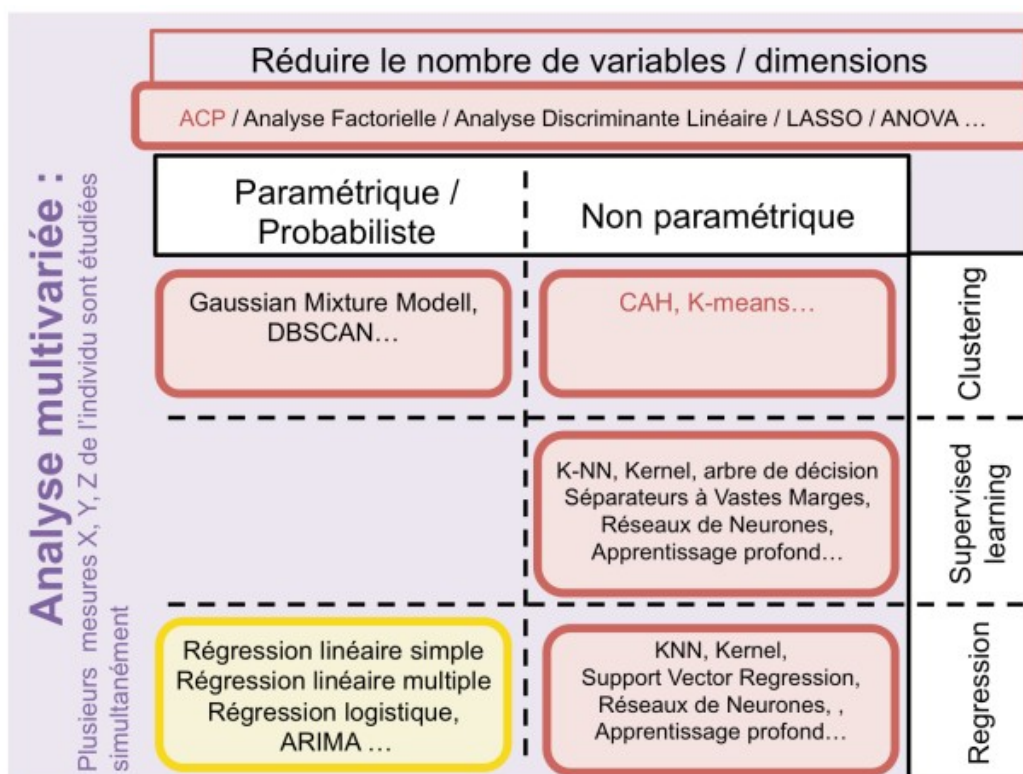 Réduire le nombre de variables / dimensions
ACP / Analyse Factorielle / Analyse Discriminante Linéaire / LASSO / ANOVA …
Analyse multivariée :
Plusieurs mesures X, Y, Z de l'individu sont étudiées
simultanément
Paramétrique /
Probabiliste
Non paramétrique
Gaussian Mixture Modell,
DBSCAN…
CAH, K-means…
Clustering
K-NN, Kernel, arbre de décision
Séparateurs à Vastes Marges,
Réseaux de Neurones,
Apprentissage profond…
Supervised
learning
Régression linéaire simple
Régression linéaire multiple
Régression logistique,
ARIMA …
KNN, Kernel,
Support Vector Regression,
Réseaux de Neurones, ,
Apprentissage profond…
Regression